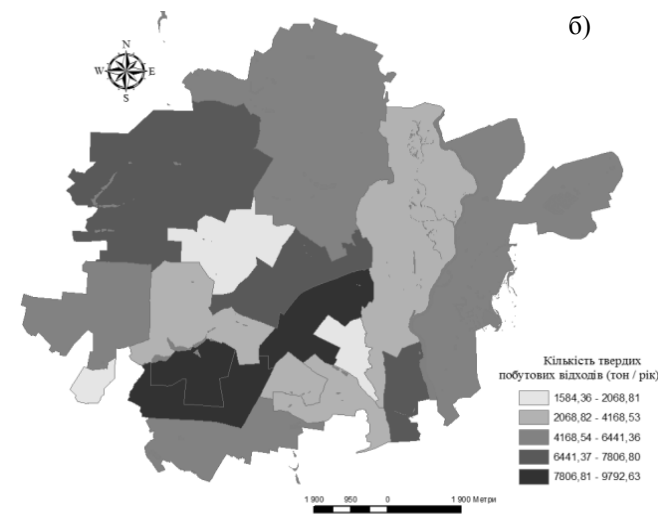 б)
N
W E
S
Кількість твердих
побутових відходів (тон / рік)
1584,36 - 2068,81
2068,82 - 4168,53
4168,54 - 6441,36
6441,37 - 7806,80
7806,81 - 9792,63
1 900 950 0 1 900 Метри